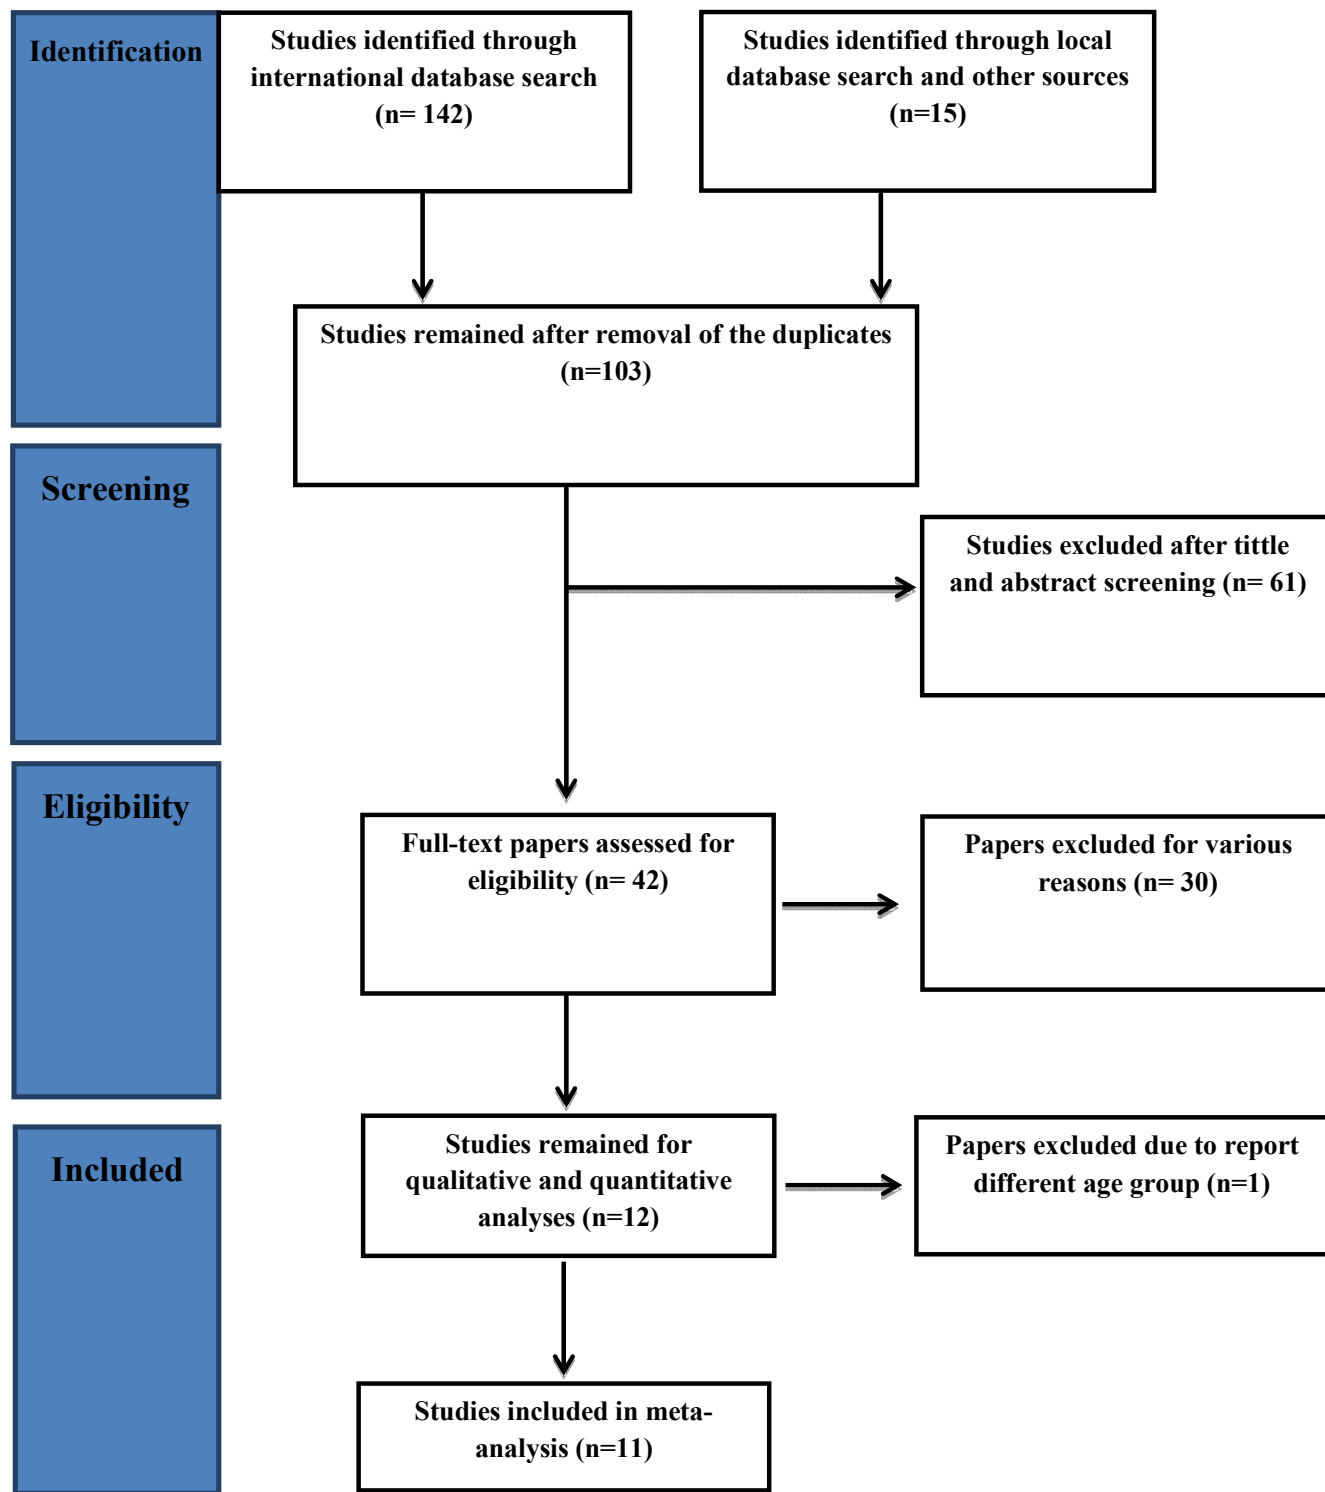 Identification
Studies identified through
international database search
(n= 142)
Studies identified through local
database search and other sources
(n=15)
Studies remained after removal of the duplicates
(n=103)
Screening
Studies excluded after tittle
and abstract screening (n= 61)
Eligibility
Full-text papers assessed for
eligibility (n= 42)
Papers excluded for various
reasons (n= 30)
Included
Studies remained for
qualitative and quantitative
analyses (n=12)
Papers excluded due to report
different age group (n=1)
Studies included in meta-
analysis (n=11)